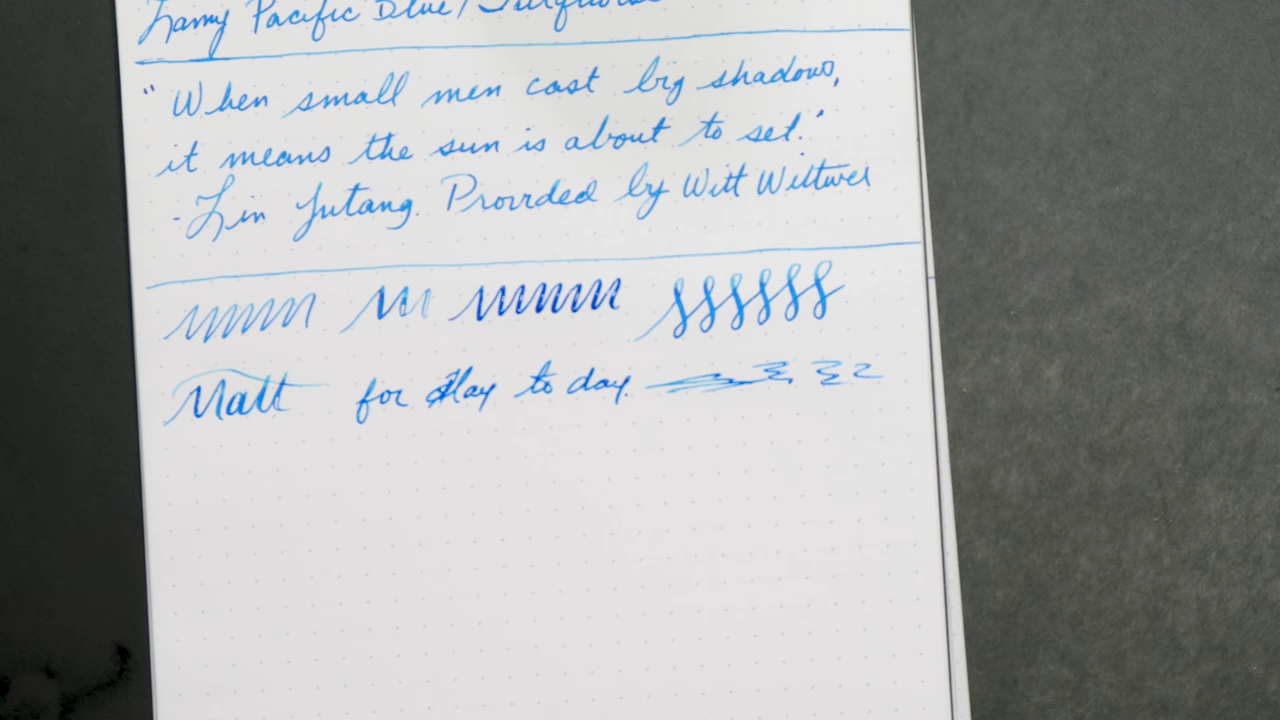 Lamy Pacific Blue / Turquoise
"When small men cast big shadows,
it means the sun is about to set."
- Lin Yutang. Provided by Witt Wittwer
Matt for day to day.